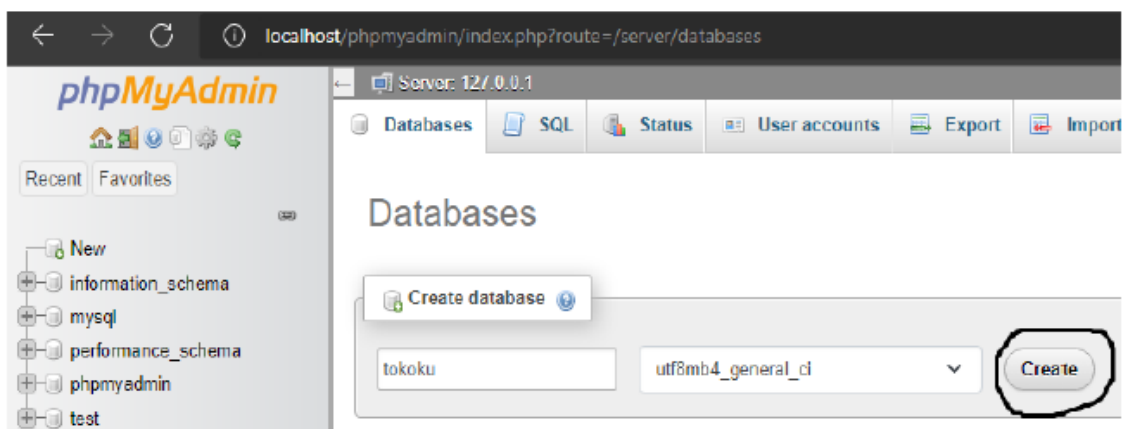 localhost/phpmyadmin/index.php?route=/server/databases
phpMyAdmin
Recent Favorites
New
information_schema
mysql
performance_schema
phpmyadmin
test
Server: 127.0.0.1
Databases SQL Status User accounts Export Import
Databases
Create database
tokoku utf8mb4_general_ci Create